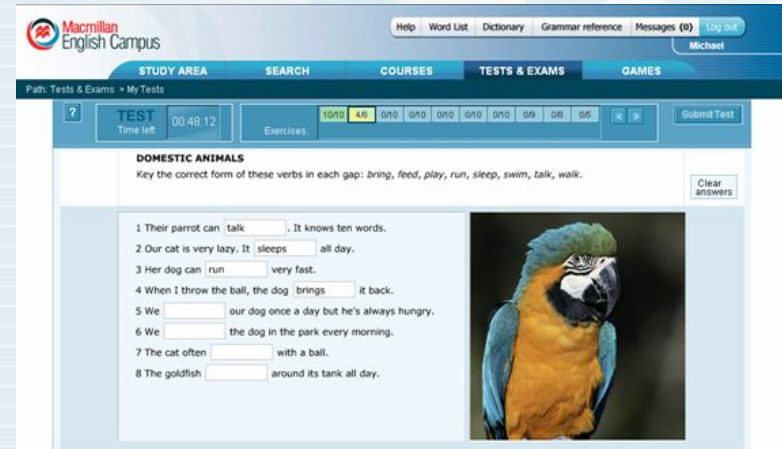 Macmillan
English Campus
Help Word List Dictionary Grammar reference Messages (0) Log out
Michael
STUDY AREA SEARCH COURSES TESTS & EXAMS GAMES
Path: Tests & Exams > My Tests
? TEST
Time left 00:48:12 Exercises: 10/10 4/8 0/10 0/10 0/10 0/10 0/10 0/9 0/8 0/6 < > Submit Test
DOMESTIC ANIMALS
Key the correct form of these verbs in each gap: bring, feed, play, run, sleep, swim, talk, walk.
Clear
answers
1 Their parrot can talk . It knows ten words.
2 Our cat is very lazy. It sleeps all day.
3 Her dog can run very fast.
4 When I throw the ball, the dog brings it back.
5 We our dog once a day but he's always hungry.
6 We the dog in the park every morning.
7 The cat often with a ball.
8 The goldfish around its tank all day.